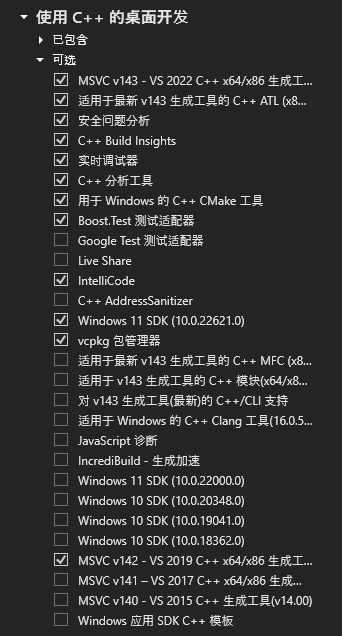 使用 C++ 的桌面开发
已包含
可选
MSVC v143 - VS 2022 C++ x64/x86 生成工...
适用于最新 v143 生成工具的 C++ ATL (x8...
安全问题分析
C++ Build Insights
实时调试器
C++ 分析工具
用于 Windows 的 C++ CMake 工具
Boost.Test 测试适配器
Google Test 测试适配器
Live Share
IntelliCode
C++ AddressSanitizer
Windows 11 SDK (10.0.22621.0)
vcpkg 包管理器
适用于最新 v143 生成工具的 C++ MFC (x8...
适用于 v143 生成工具的 C++ 模块(x64/x8...
对 v143 生成工具(最新)的 C++/CLI 支持
适用于 Windows 的 C++ Clang 工具(16.0.5...
JavaScript 诊断
IncrediBuild - 生成加速
Windows 11 SDK (10.0.22000.0)
Windows 10 SDK (10.0.20348.0)
Windows 10 SDK (10.0.19041.0)
Windows 10 SDK (10.0.18362.0)
MSVC v142 - VS 2019 C++ x64/x86 生成工...
MSVC v141 – VS 2017 C++ x64/x86 生成...
MSVC v140 - VS 2015 C++ 生成工具(v14.00)
Windows 应用 SDK C++ 模板